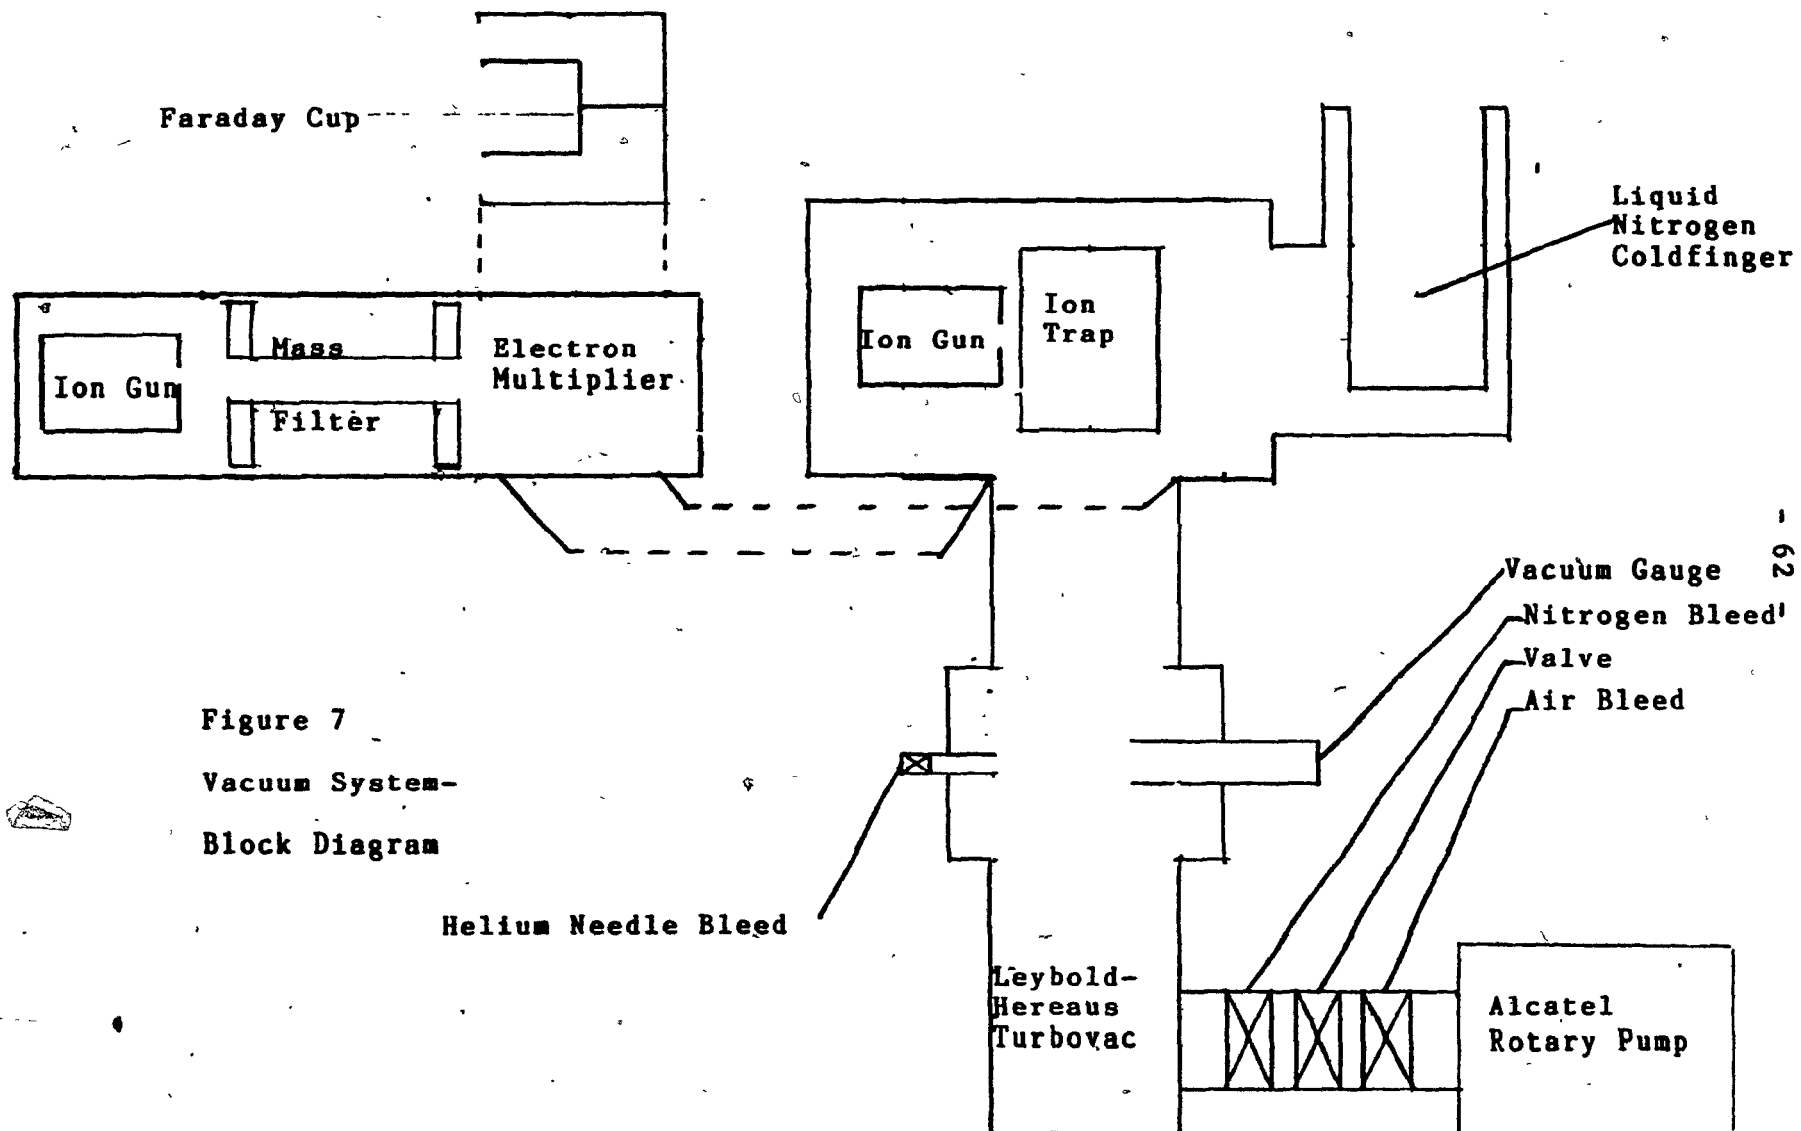 Faraday Cup
Liquid
Nitrogen
Coldfinger
Ion Gun
Mass
Filter
Electron
Multiplier
Ion Gun
Ion
Trap
- 62
Vacuum Gauge
Nitrogen Bleed
Valve
Air Bleed
Figure 7
Vacuum System-
Block Diagram
Helium Needle Bleed
Leybold-
Hereaus
Turbovac
Alcatel
Rotary Pump